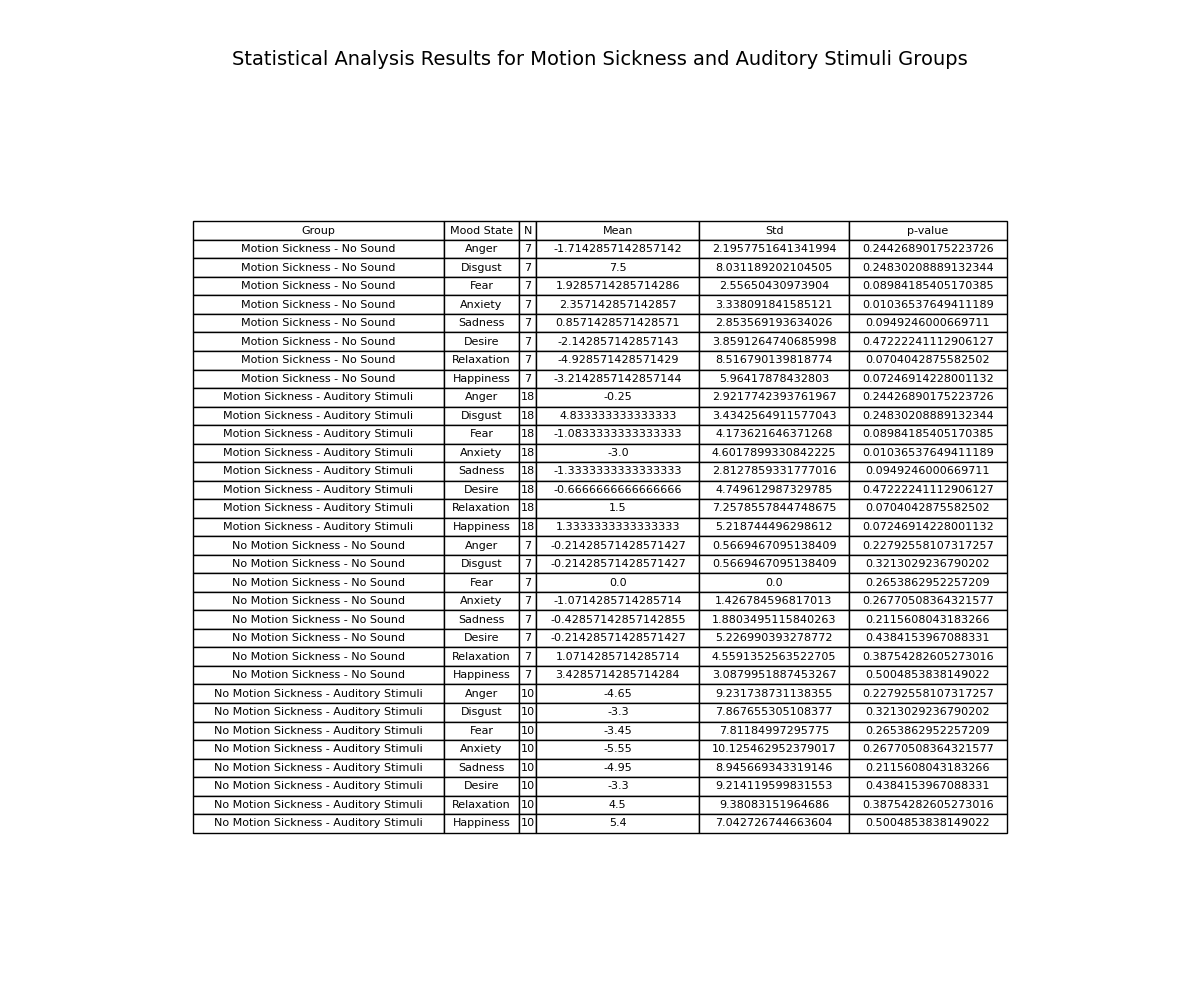 Statistical Analysis Results for Motion Sickness and Auditory Stimuli Groups
Group Mood State N Mean Std p-value
Motion Sickness - No Sound Anger 7 -1.7142857142857142 2.1957751641341994 0.24426890175223726
Motion Sickness - No Sound Disgust 7 7.5 8.031189202104505 0.24830208889132344
Motion Sickness - No Sound Fear 7 1.9285714285714286 2.55650430973904 0.08984185405170385
Motion Sickness - No Sound Anxiety 7 2.357142857142857 3.338091841585121 0.01036537649411189
Motion Sickness - No Sound Sadness 7 0.8571428571428571 2.853569193634026 0.0949246000669711
Motion Sickness - No Sound Desire 7 -2.142857142857143 3.8591264740685998 0.47222241112906127
Motion Sickness - No Sound Relaxation 7 -4.928571428571429 8.516790139818774 0.0704042875582502
Motion Sickness - No Sound Happiness 7 -3.2142857142857144 5.96417878432803 0.07246914228001132
Motion Sickness - Auditory Stimuli Anger 18 -0.25 2.9217742393761967 0.24426890175223726
Motion Sickness - Auditory Stimuli Disgust 18 4.833333333333333 3.4342564911577043 0.24830208889132344
Motion Sickness - Auditory Stimuli Fear 18 -1.0833333333333333 4.173621646371268 0.08984185405170385
Motion Sickness - Auditory Stimuli Anxiety 18 -3.0 4.6017899330842225 0.01036537649411189
Motion Sickness - Auditory Stimuli Sadness 18 -1.3333333333333333 2.8127859331777016 0.0949246000669711
Motion Sickness - Auditory Stimuli Desire 18 -0.6666666666666666 4.749612987329785 0.47222241112906127
Motion Sickness - Auditory Stimuli Relaxation 18 1.5 7.2578557844748675 0.0704042875582502
Motion Sickness - Auditory Stimuli Happiness 18 1.3333333333333333 5.218744496298612 0.07246914228001132
No Motion Sickness - No Sound Anger 7 -0.21428571428571427 0.5669467095138409 0.22792558107317257
No Motion Sickness - No Sound Disgust 7 -0.21428571428571427 0.5669467095138409 0.3213029236790202
No Motion Sickness - No Sound Fear 7 0.0 0.0 0.2653862952257209
No Motion Sickness - No Sound Anxiety 7 -1.0714285714285714 1.426784596817013 0.26770508364321577
No Motion Sickness - No Sound Sadness 7 -0.42857142857142855 1.8803495115840263 0.2115608043183266
No Motion Sickness - No Sound Desire 7 -0.21428571428571427 5.226990393278772 0.4384153967088331
No Motion Sickness - No Sound Relaxation 7 1.0714285714285714 4.5591352563522705 0.38754282605273016
No Motion Sickness - No Sound Happiness 7 3.4285714285714284 3.0879951887453267 0.5004853838149022
No Motion Sickness - Auditory Stimuli Anger 10 -4.65 9.231738731138355 0.22792558107317257
No Motion Sickness - Auditory Stimuli Disgust 10 -3.3 7.867655305108377 0.3213029236790202
No Motion Sickness - Auditory Stimuli Fear 10 -3.45 7.81184997295775 0.2653862952257209
No Motion Sickness - Auditory Stimuli Anxiety 10 -5.55 10.125462952379017 0.26770508364321577
No Motion Sickness - Auditory Stimuli Sadness 10 -4.95 8.945669343319146 0.2115608043183266
No Motion Sickness - Auditory Stimuli Desire 10 -3.3 9.214119599831553 0.4384153967088331
No Motion Sickness - Auditory Stimuli Relaxation 10 4.5 9.38083151964686 0.38754282605273016
No Motion Sickness - Auditory Stimuli Happiness 10 5.4 7.042726744663604 0.5004853838149022